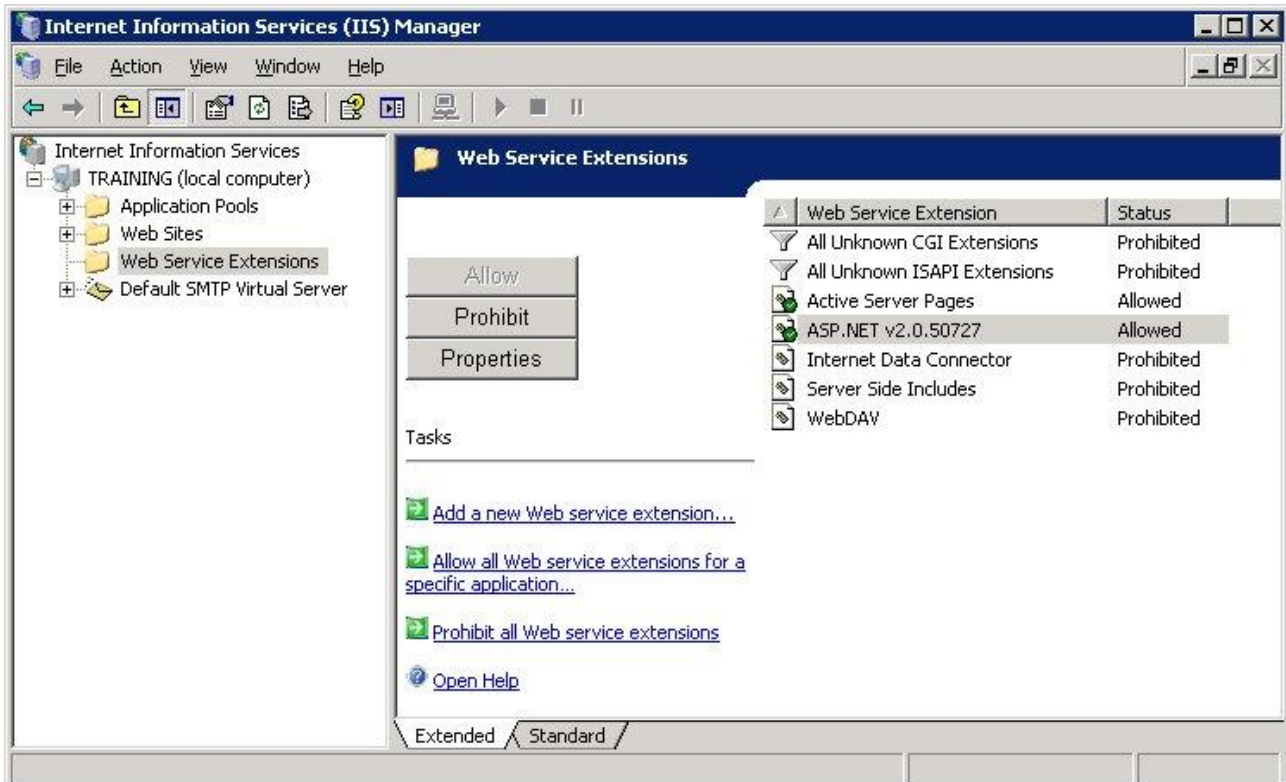 Internet Information Services (IIS) Manager
File Action View Window Help
Internet Information Services
TRAINING (local computer)
Application Pools
Web Sites
Web Service Extensions
Default SMTP Virtual Server
Web Service Extensions
Allow
Prohibit
Properties
Tasks
Add a new Web service extension...
Allow all Web service extensions for a
specific application...
Prohibit all Web service extensions
Open Help
Web Service Extension Status
All Unknown CGI Extensions Prohibited
All Unknown ISAPI Extensions Prohibited
Active Server Pages Allowed
ASP.NET v2.0.50727 Allowed
Internet Data Connector Prohibited
Server Side Includes Prohibited
WebDAV Prohibited
Extended Standard